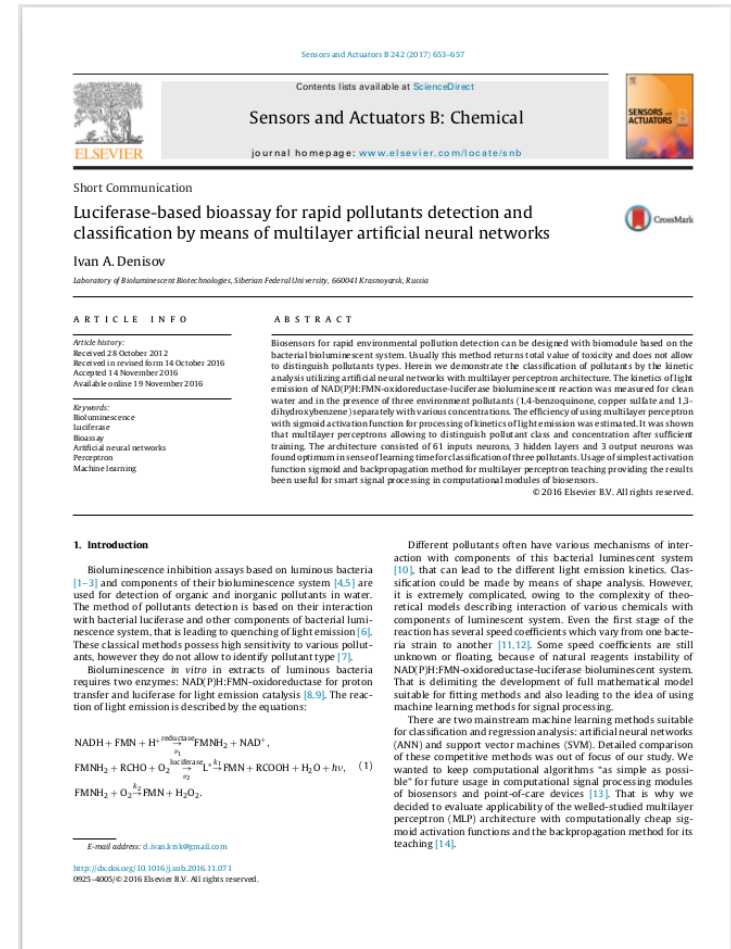 Sensors and Actuators B 242 (2017) 653–657
Contents lists available at ScienceDirect
Sensors and Actuators B: Chemical
journal homepage: www.elsevier.com/locate/snb
ELSEVIER
SENSORS and
ACTUATORS
B
Short Communication
Luciferase-based bioassay for rapid pollutants detection and
classification by means of multilayer artificial neural networks
CrossMark
Ivan A. Denisov
Laboratory of Bioluminescent Biotechnologies, Siberian Federal University, 660041 Krasnoyarsk, Russia
ARTICLE INFO
Article history:
Received 28 October 2012
Received in revised form 14 October 2016
Accepted 14 November 2016
Available online 19 November 2016
Keywords:
Bioluminescence
Luciferase
Bioassay
Artificial neural networks
Perceptron
Machine learning
ABSTRACT
Biosensors for rapid environmental pollution detection can be designed with biomodule based on the
bacterial bioluminescent system. Usually this method returns total value of toxicity and does not allow
to distinguish pollutants types. Herein we demonstrate the classification of pollutants by the kinetic
analysis utilizing artificial neural networks with multilayer perceptron architecture. The kinetics of light
emission of NAD(P)H:FMN-oxidoreductase-luciferase bioluminescent reaction was measured for clean
water and in the presence of three environment pollutants (1,4-benzoquinone, copper sulfate and 1,3-
dihydroxybenzene) separately with various concentrations. The efficiency of using multilayer perceptron
with sigmoid activation function for processing of kinetics of light emission was estimated. It was shown
that multilayer perceptrons allowing to distinguish pollutant class and concentration after sufficient
training. The architecture consisted of 61 inputs neurons, 3 hidden layers and 3 output neurons was
found optimum in sense of learning time for classification of three pollutants. Usage of simplest activation
function sigmoid and backpropagation method for multilayer perceptron teaching providing the results
been useful for smart signal processing in computational modules of biosensors.
© 2016 Elsevier B.V. All rights reserved.
1. Introduction
Bioluminescence inhibition assays based on luminous bacteria
[1–3] and components of their bioluminescence system [4,5] are
used for detection of organic and inorganic pollutants in water.
The method of pollutants detection is based on their interaction
with bacterial luciferase and other components of bacterial lumi-
nescence system, that is leading to quenching of light emission [6].
These classical methods possess high sensitivity to various pollut-
ants, however they do not allow to identify pollutant type [7].
Bioluminescence in vitro in extracts of luminous bacteria
requires two enzymes: NAD(P)H:FMN-oxidoreductase for proton
transfer and luciferase for light emission catalysis [8,9]. The reac-
tion of light emission is described by the equations:
NADH + FMN + H⁺ reductase → v₁ FMNH₂ + NAD⁺,
FMNH₂ + RCHO + O₂ luciferase → v₂ L* k₁ → FMN + RCOOH + H₂O + hν, (1)
FMNH₂ + O₂ k₂ → FMN + H₂O₂.
E-mail address: d.ivan.krsk@gmail.com
http://dx.doi.org/10.1016/j.snb.2016.11.071
0925-4005/© 2016 Elsevier B.V. All rights reserved.
Different pollutants often have various mechanisms of inter-
action with components of this bacterial luminescent system
[10], that can lead to the different light emission kinetics. Clas-
sification could be made by means of shape analysis. However,
it is extremely complicated, owing to the complexity of theo-
retical models describing interaction of various chemicals with
components of luminescent system. Even the first stage of the
reaction has several speed coefficients which vary from one bacte-
ria strain to another [11,12]. Some speed coefficients are still
unknown or floating, because of natural reagents instability of
NAD(P)H:FMN-oxidoreductase-luciferase bioluminescent system.
That is delimiting the development of full mathematical model
suitable for fitting methods and also leading to the idea of using
machine learning methods for signal processing.
There are two mainstream machine learning methods suitable
for classification and regression analysis: artificial neural networks
(ANN) and support vector machines (SVM). Detailed comparison
of these competitive methods was out of focus of our study. We
wanted to keep computational algorithms "as simple as possi-
ble" for future usage in computational signal processing modules
of biosensors and point-of-care devices [13]. That is why we
decided to evaluate applicability of the welled-studied multilayer
perceptron (MLP) architecture with computationally cheap sig-
moid activation functions and the backpropagation method for its
teaching [14].